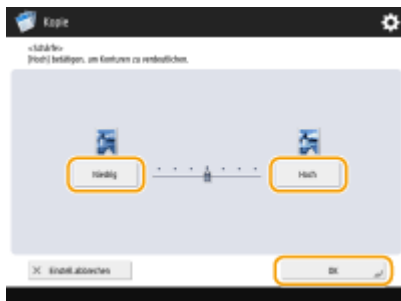 Kopie
<Schärfe>
[Hoch] betätigen, um Konturen zu verdeutlichen.
Niedrig
Hoch
Einstell. abbrechen
OK